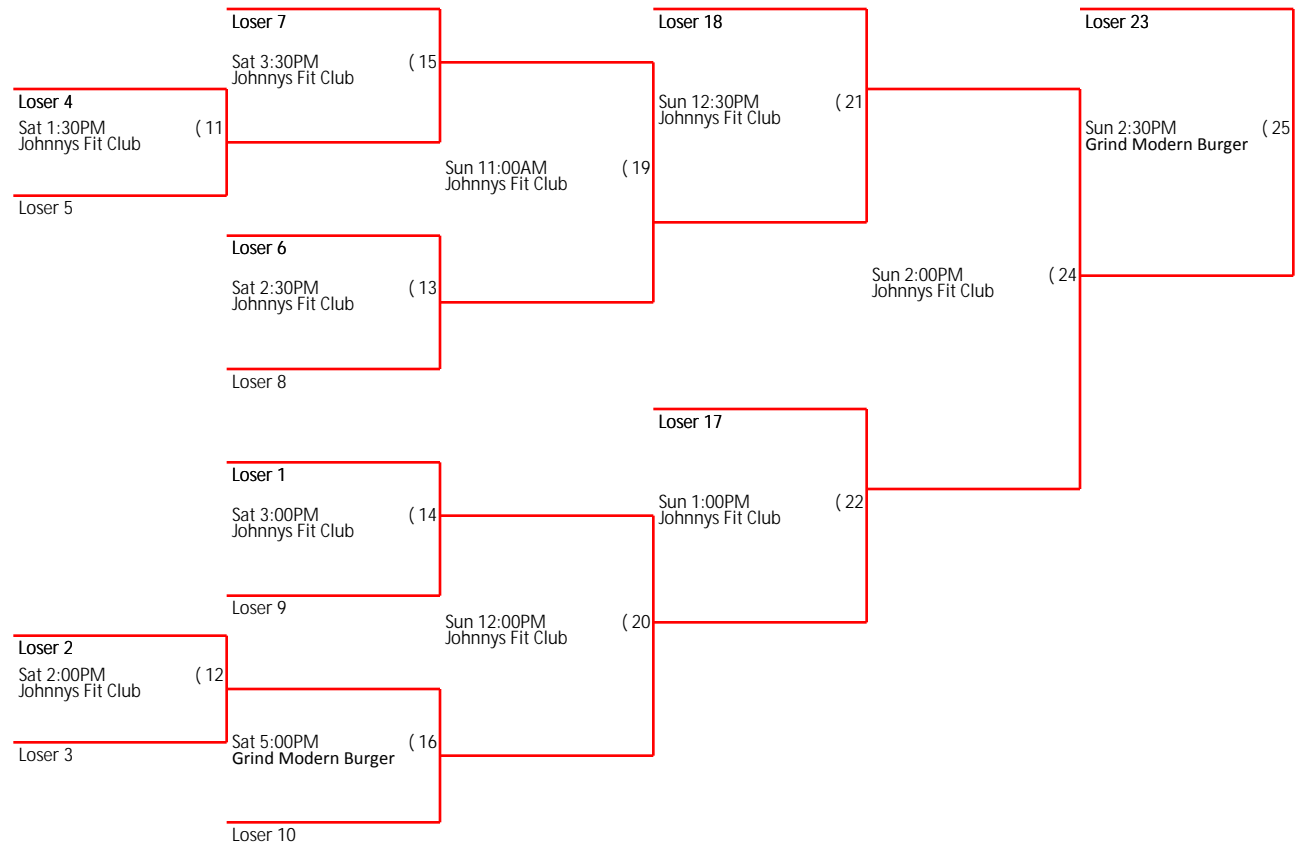 Loser 7
Loser 18
Loser 23
Sat 3:30PM ( 15
Johnnys Fit Club
Loser 4
Sat 1:30PM ( 11
Johnnys Fit Club
Sun 12:30PM ( 21
Johnnys Fit Club
Sun 2:30PM ( 25
Grind Modern Burger
Sun 11:00AM ( 19
Johnnys Fit Club
Loser 5
Loser 6
Sat 2:30PM ( 13
Johnnys Fit Club
Sun 2:00PM ( 24
Johnnys Fit Club
Loser 8
Loser 17
Loser 1
Sat 3:00PM ( 14
Johnnys Fit Club
Sun 1:00PM ( 22
Johnnys Fit Club
Loser 9
Sun 12:00PM ( 20
Johnnys Fit Club
Loser 2
Sat 2:00PM ( 12
Johnnys Fit Club
Loser 3
Sat 5:00PM ( 16
Grind Modern Burger
Loser 10